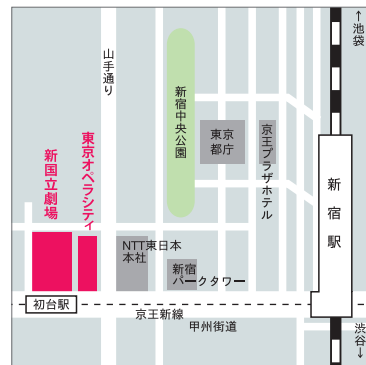 ↑池袋
山手通り
新宿中央公園
東京
都庁
京王プラザホテル
新宿駅
東京オペラシティ
新国立劇場
NTT東日本
本社
新宿
パークタワー
初台駅
京王新線
甲州街道
渋谷↓